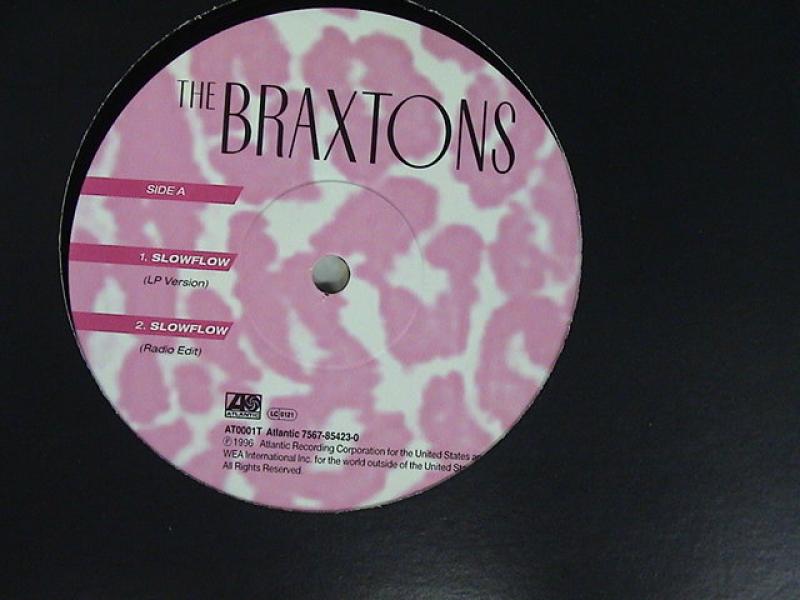 THE BRAXTONS
SIDE A
1. SLOWFLOW
(LP Version)
2. SLOWFLOW
(Radio Edit)
ATLANTIC
LC 0121
AT0001T Atlantic 7567-85423-0
℗ 1996 Atlantic Recording Corporation for the United States
WEA International Inc. for the world outside of the United
All Rights Reserved.